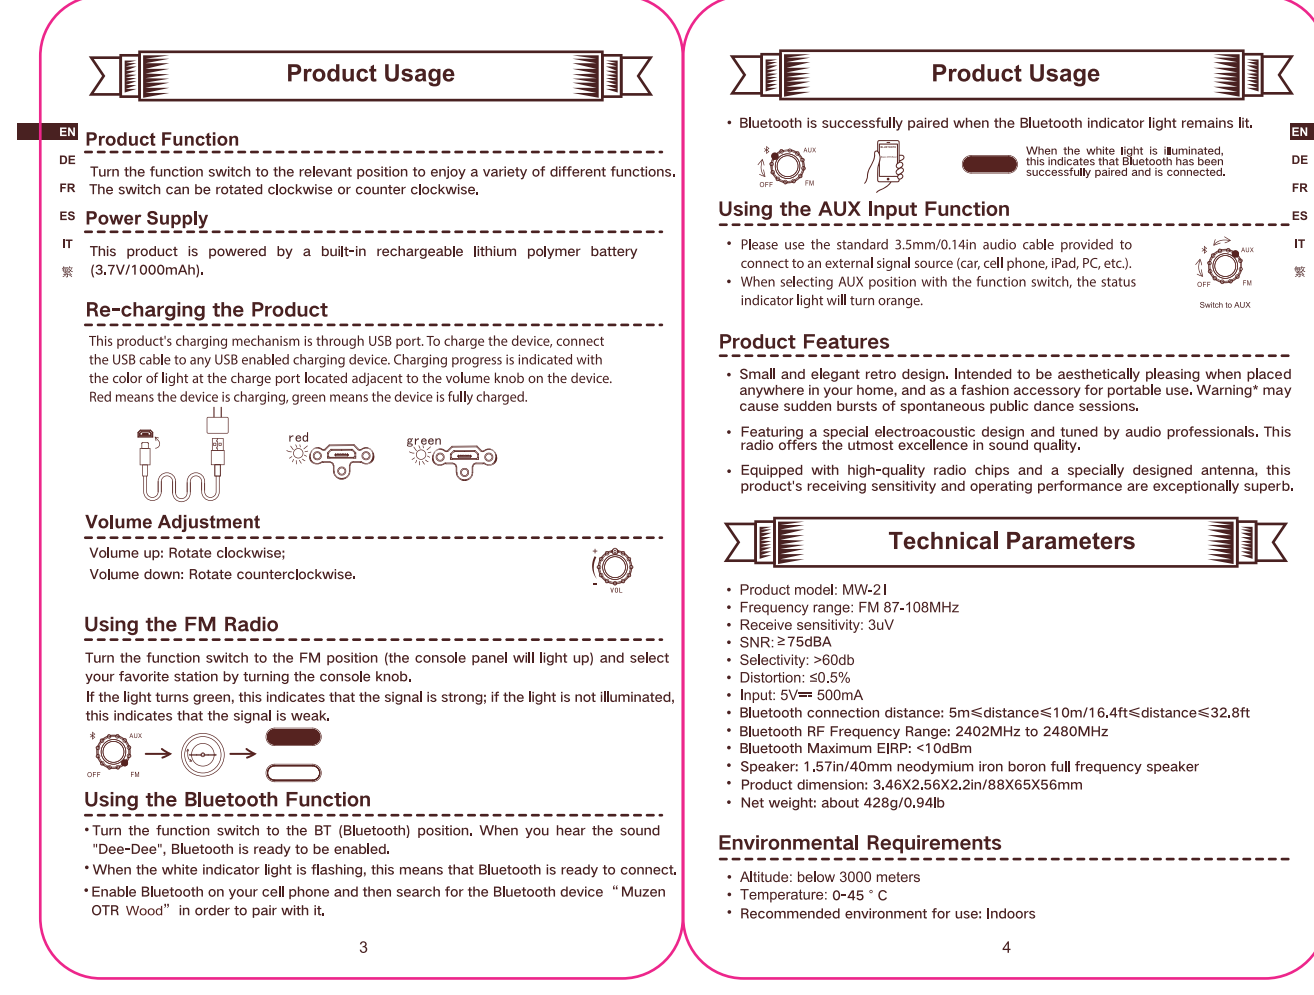 Product Usage
EN
DE
FR
ES
IT
繁
Product Function
Turn the function switch to the relevant position to enjoy a variety of different functions.
The switch can be rotated clockwise or counter clockwise.
Power Supply
This product is powered by a built-in rechargeable lithium polymer battery
(3.7V/1000mAh).
Re-charging the Product
This product's charging mechanism is through USB port. To charge the device, connect
the USB cable to any USB enabled charging device. Charging progress is indicated with
the color of light at the charge port located adjacent to the volume knob on the device.
Red means the device is charging, green means the device is fully charged.
red
green
Volume Adjustment
Volume up: Rotate clockwise;
Volume down: Rotate counterclockwise.
+
-
VOL
Using the FM Radio
Turn the function switch to the FM position (the console panel will light up) and select
your favorite station by turning the console knob.
If the light turns green, this indicates that the signal is strong; if the light is not illuminated,
this indicates that the signal is weak.
AUX
OFF FM
Using the Bluetooth Function
• Turn the function switch to the BT (Bluetooth) position. When you hear the sound
"Dee-Dee", Bluetooth is ready to be enabled.
• When the white indicator light is flashing, this means that Bluetooth is ready to connect.
• Enable Bluetooth on your cell phone and then search for the Bluetooth device “Muzen
OTR Wood” in order to pair with it.
3
Product Usage
• Bluetooth is successfully paired when the Bluetooth indicator light remains lit.
AUX
OFF FM
When the white light is illuminated,
this indicates that Bluetooth has been
successfully paired and is connected.
EN
DE
FR
ES
IT
繁
Using the AUX Input Function
• Please use the standard 3.5mm/0.14in audio cable provided to
connect to an external signal source (car, cell phone, iPad, PC, etc.).
• When selecting AUX position with the function switch, the status
indicator light will turn orange.
AUX
OFF FM
Switch to AUX
Product Features
• Small and elegant retro design. Intended to be aesthetically pleasing when placed
anywhere in your home, and as a fashion accessory for portable use. Warning* may
cause sudden bursts of spontaneous public dance sessions.
• Featuring a special electroacoustic design and tuned by audio professionals. This
radio offers the utmost excellence in sound quality.
• Equipped with high-quality radio chips and a specially designed antenna, this
product's receiving sensitivity and operating performance are exceptionally superb.
Technical Parameters
• Product model: MW-2I
• Frequency range: FM 87-108MHz
• Receive sensitivity: 3uV
• SNR: ≥75dBA
• Selectivity: >60db
• Distortion: ≤0.5%
• Input: 5V⎓ 500mA
• Bluetooth connection distance: 5m≤distance≤10m/16.4ft≤distance≤32.8ft
• Bluetooth RF Frequency Range: 2402MHz to 2480MHz
• Bluetooth Maximum EIRP: <10dBm
• Speaker: 1.57in/40mm neodymium iron boron full frequency speaker
• Product dimension: 3.46X2.56X2.2in/88X65X56mm
• Net weight: about 428g/0.94lb
Environmental Requirements
• Altitude: below 3000 meters
• Temperature: 0-45 ° C
• Recommended environment for use: Indoors
4